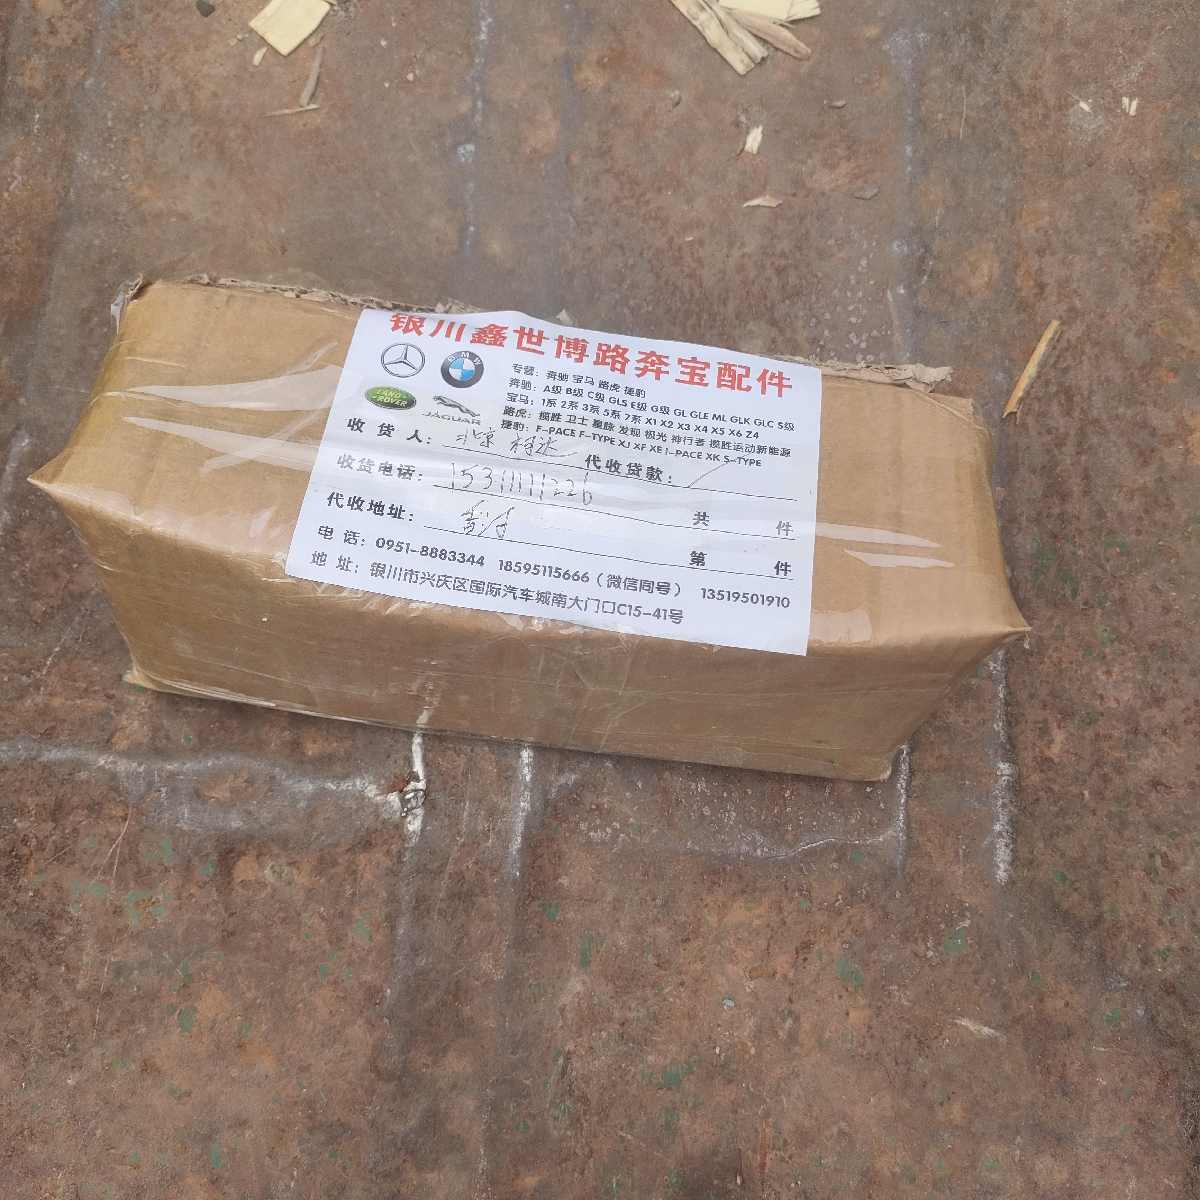 银川鑫世博路奔宝配件
BMW
LAND ROVER
JAGUAR
专营：奔驰 宝马 路虎 捷豹
奔驰：A级 B级 C级 GLS E级 G级 GL GLE ML GLK GLC S级
宝马：1系 2系 3系 5系 7系 X1 X2 X3 X4 X5 X6 Z4
路虎：揽胜 卫士 星脉 发现 极光 神行者 揽胜运动新能源
捷豹：F-PACE F-TYPE XJ XF XE I-PACE XK S-TYPE
收 货 人：北京 代收贷款：
收货电话：15311111226 共 件
代收地址： 第 件
电 话：0951-8883344 18595115666（微信同号） 13519501910
地 址：银川市兴庆区国际汽车城南大门口C15-41号